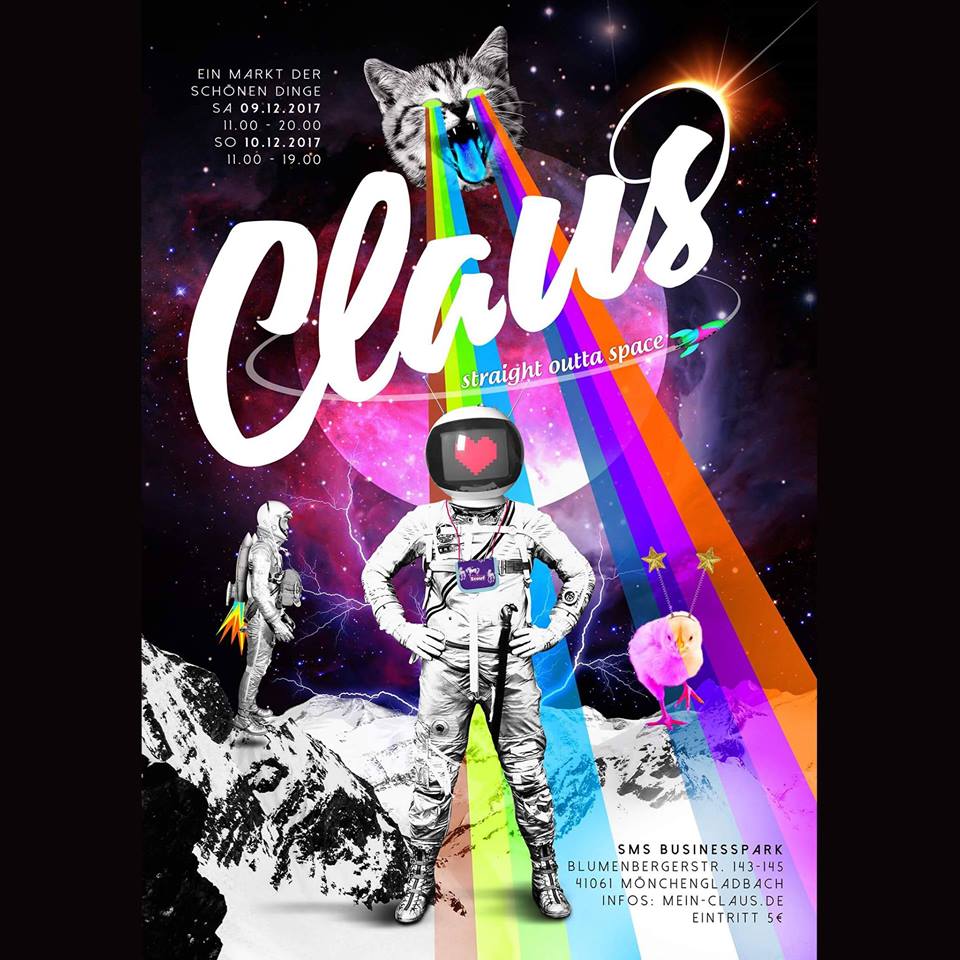 EIN MARKT DER
SCHÖNEN DINGE
SA 09.12.2017
11.00 - 20.00
SO 10.12.2017
11.00 - 19.00
Claus
straight outta space
SMS BUSINESSPARK
BLUMENBERGERSTR. 143-145
41061 MÖNCHENGLADBACH
INFOS: MEIN-CLAUS.DE
EINTRITT 5€